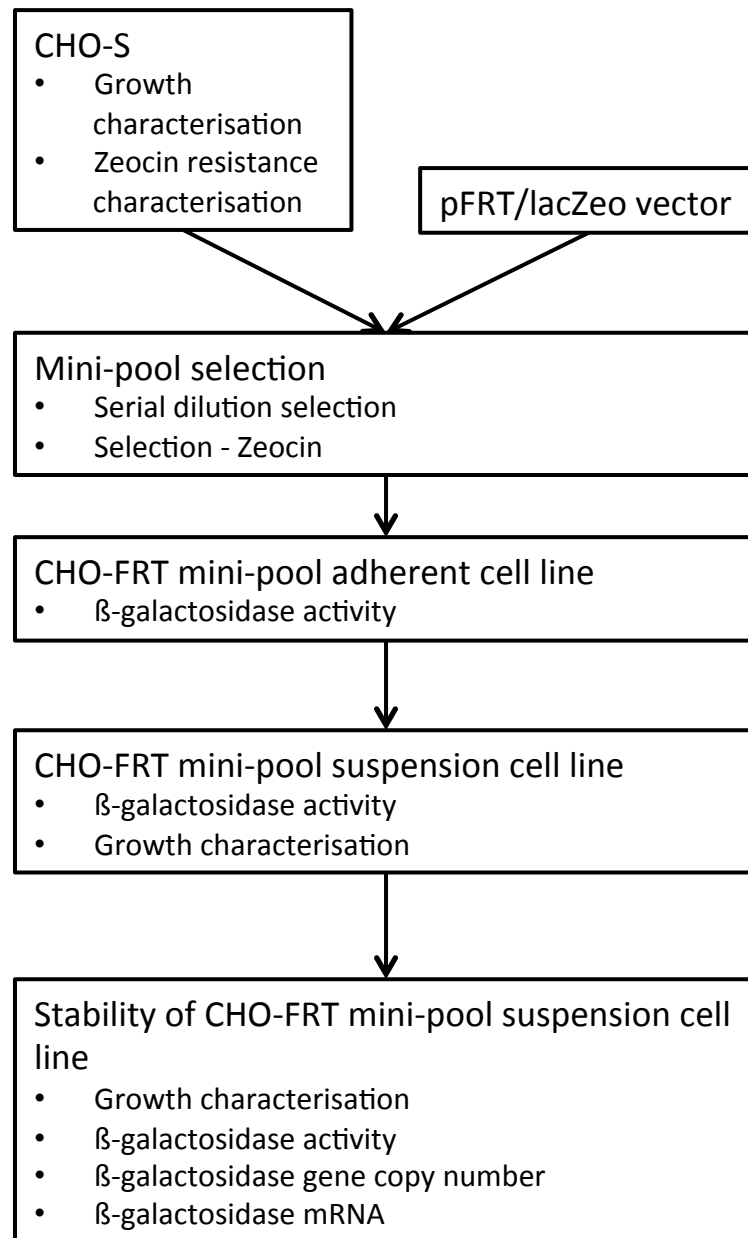 CHO-S
• Growth
characterisation
• Zeocin resistance
characterisation
pFRT/lacZeo vector
Mini-pool selection
• Serial dilution selection
• Selection - Zeocin
CHO-FRT mini-pool adherent cell line
• ß-galactosidase activity
CHO-FRT mini-pool suspension cell line
• ß-galactosidase activity
• Growth characterisation
Stability of CHO-FRT mini-pool suspension cell
line
• Growth characterisation
• ß-galactosidase activity
• ß-galactosidase gene copy number
• ß-galactosidase mRNA